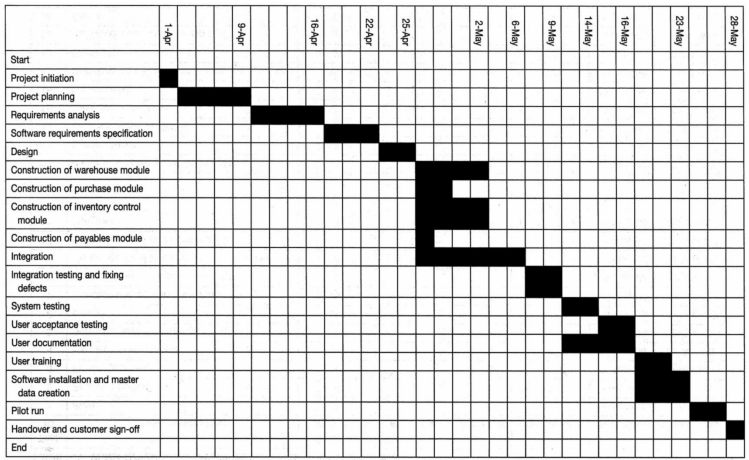 1-Apr
9-Apr
16-Apr
22-Apr
25-Apr
2-May
6-May
9-May
14-May
16-May
23-May
28-May
Start
Project initiation
Project planning
Requirements analysis
Software requirements specification
Design
Construction of warehouse module
Construction of purchase module
Construction of inventory control
module
Construction of payables module
Integration
Integration testing and fixing
defects
System testing
User acceptance testing
User documentation
User training
Software installation and master
data creation
Pilot run
Handover and customer sign-off
End